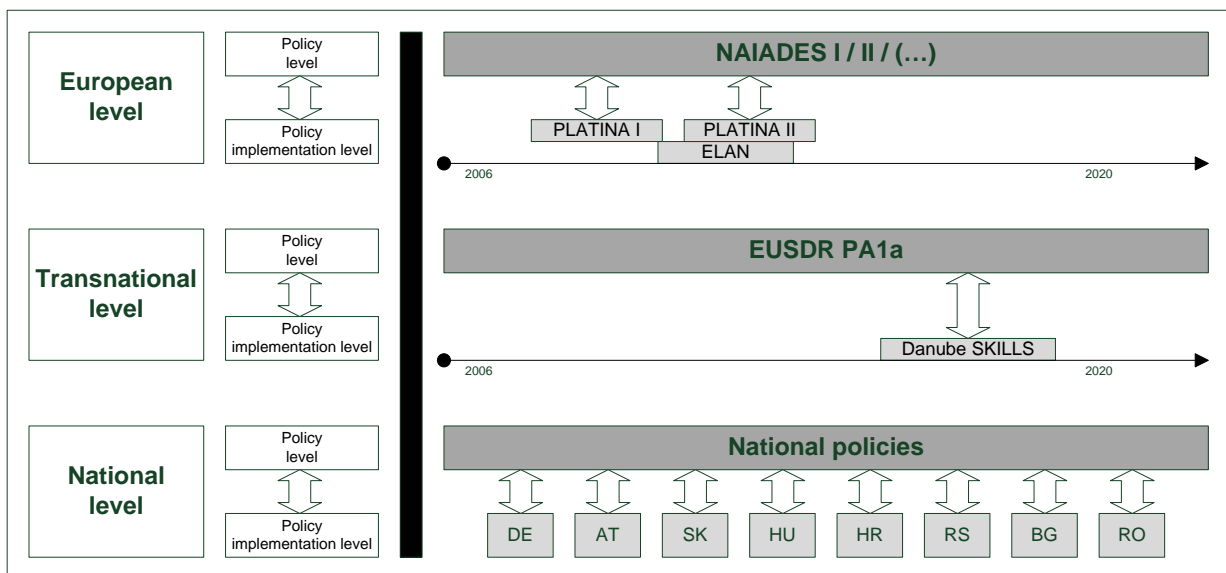 European
level
Policy
level
Policy
implementation level
NAIADES I / II / (…)
PLATINA I
PLATINA II
ELAN
2006
2020
Transnational
level
Policy
level
Policy
implementation level
EUSDR PA1a
Danube SKILLS
2006
2020
National
level
Policy
level
Policy
implementation level
National policies
DE
AT
SK
HU
HR
RS
BG
RO